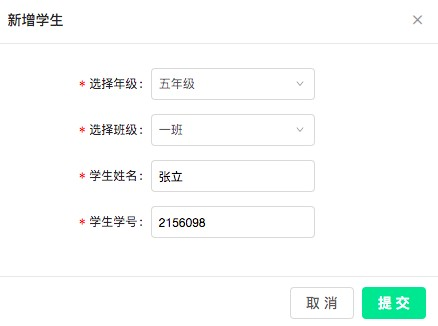 新增学生
* 选择年级：五年级
* 选择班级：一班
* 学生姓名：张立
* 学生学号：2156098
取 消 提 交